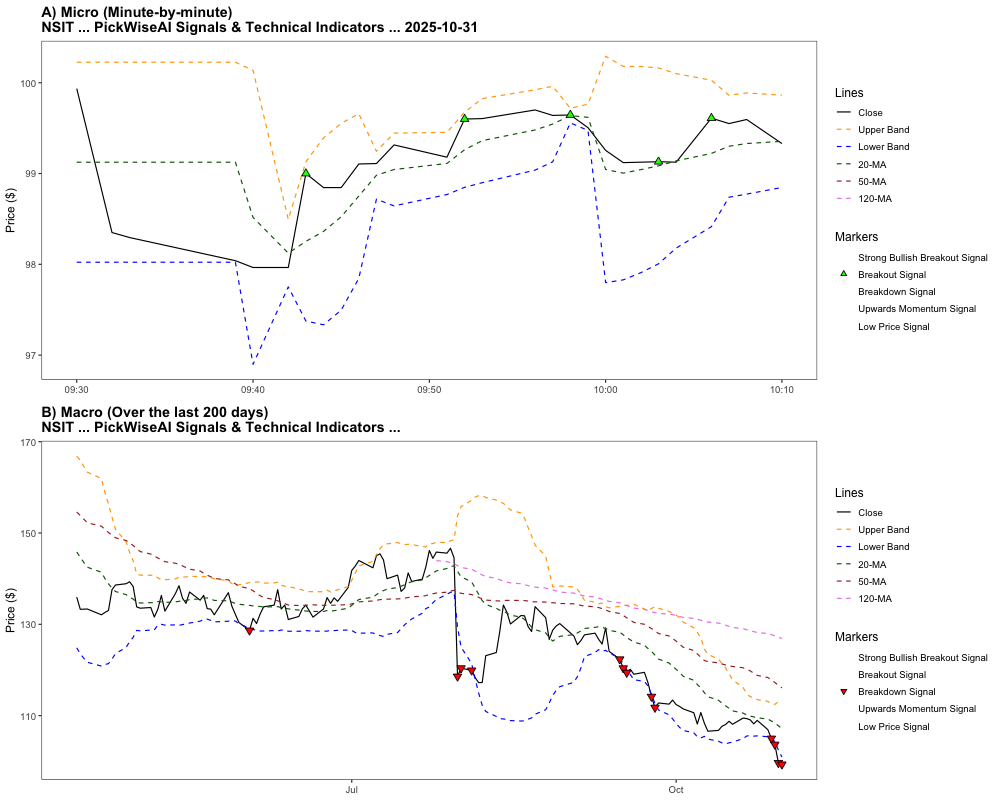 A) Micro (Minute-by-minute)
NSIT ... PickWiseAI Signals & Technical Indicators ... 2025-10-31
Price ($)
100
99
98
97
09:30
09:40
09:50
10:00
10:10
Lines
Close
Upper Band
Lower Band
20-MA
50-MA
120-MA
Markers
Strong Bullish Breakout Signal
Breakout Signal
Breakdown Signal
Upwards Momentum Signal
Low Price Signal
B) Macro (Over the last 200 days)
NSIT ... PickWiseAI Signals & Technical Indicators ...
Price ($)
170
150
130
110
Jul
Oct
Lines
Close
Upper Band
Lower Band
20-MA
50-MA
120-MA
Markers
Strong Bullish Breakout Signal
Breakout Signal
Breakdown Signal
Upwards Momentum Signal
Low Price Signal